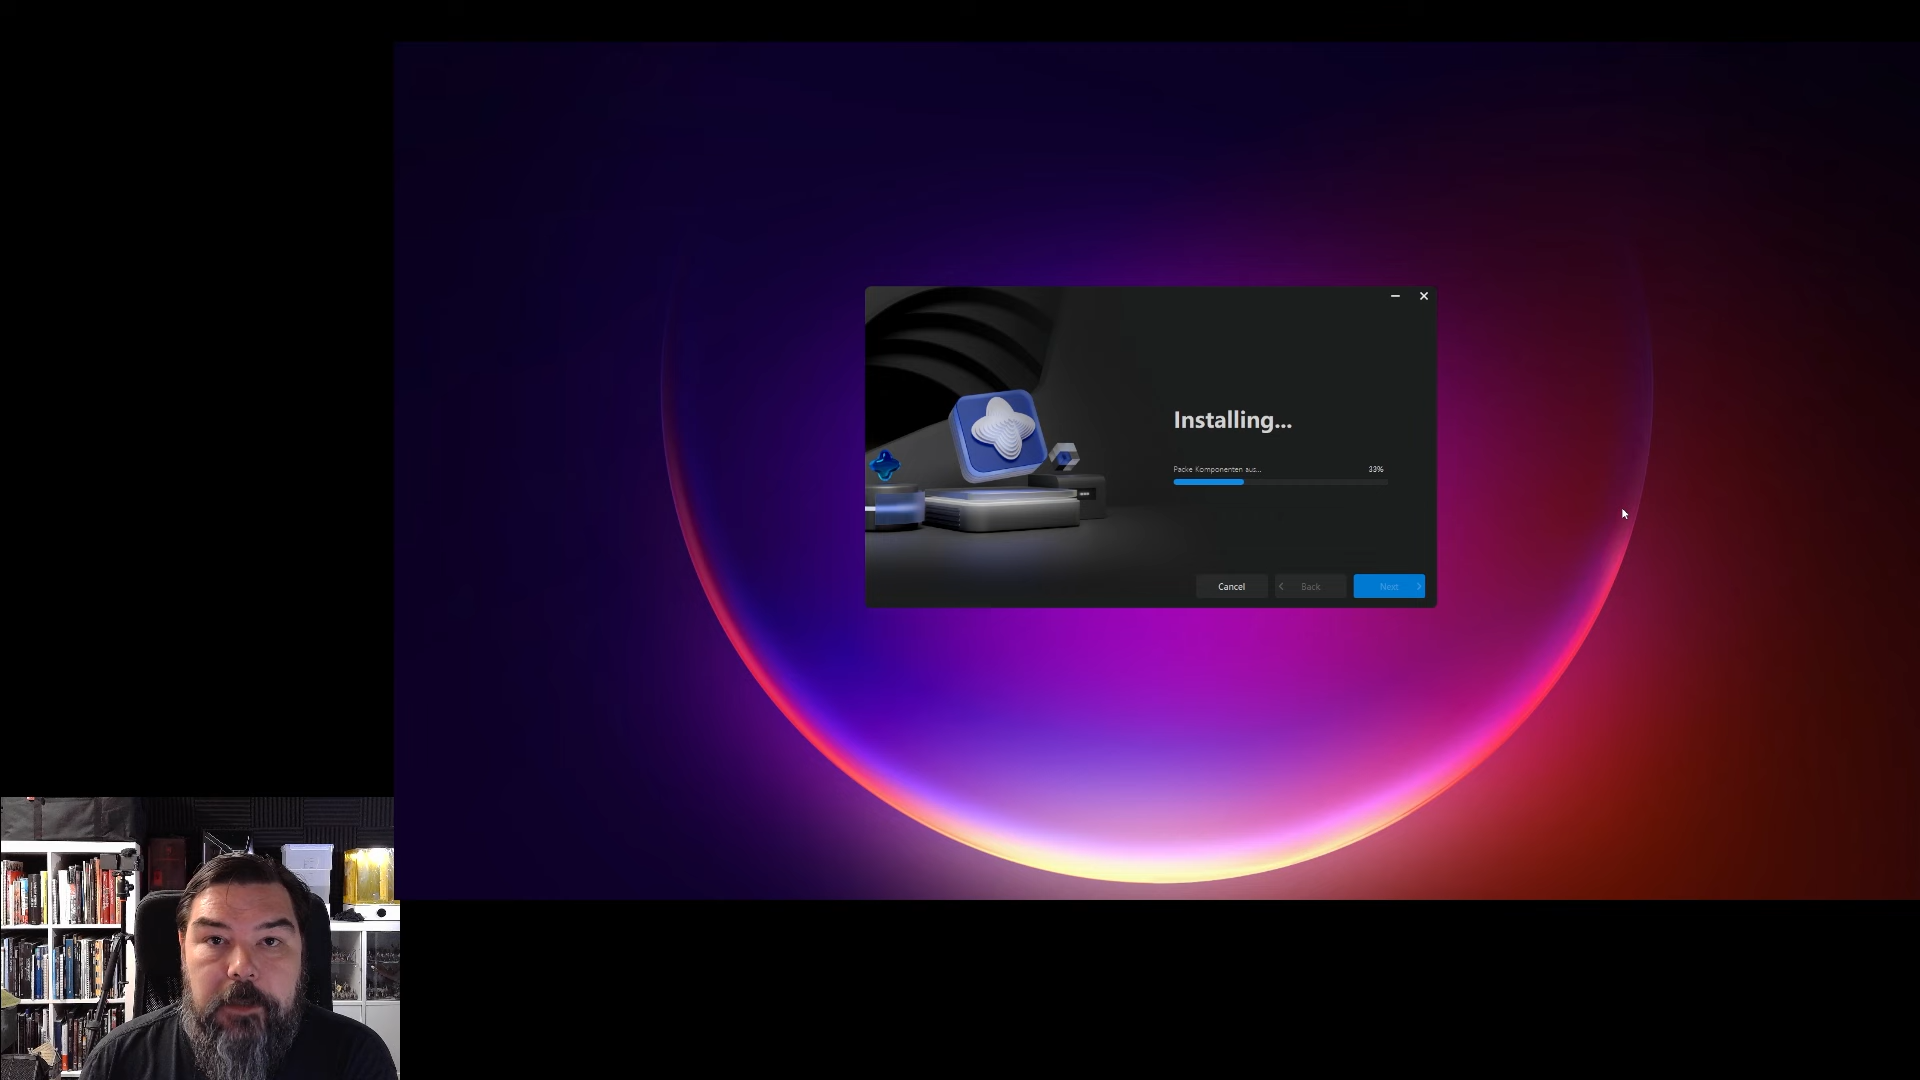 Installing...
Packe Komponenten aus...
33%
Cancel
Back
Next